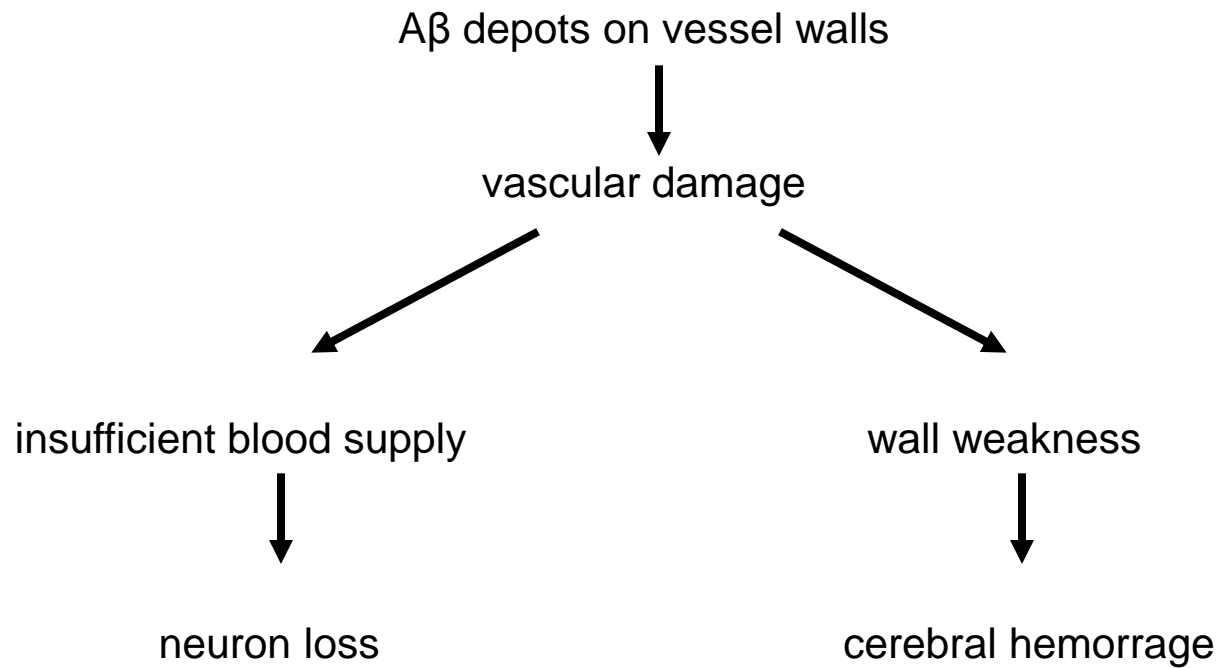 Aβ depots on vessel walls
vascular damage
insufficient blood supply
wall weakness
neuron loss
cerebral hemorrage